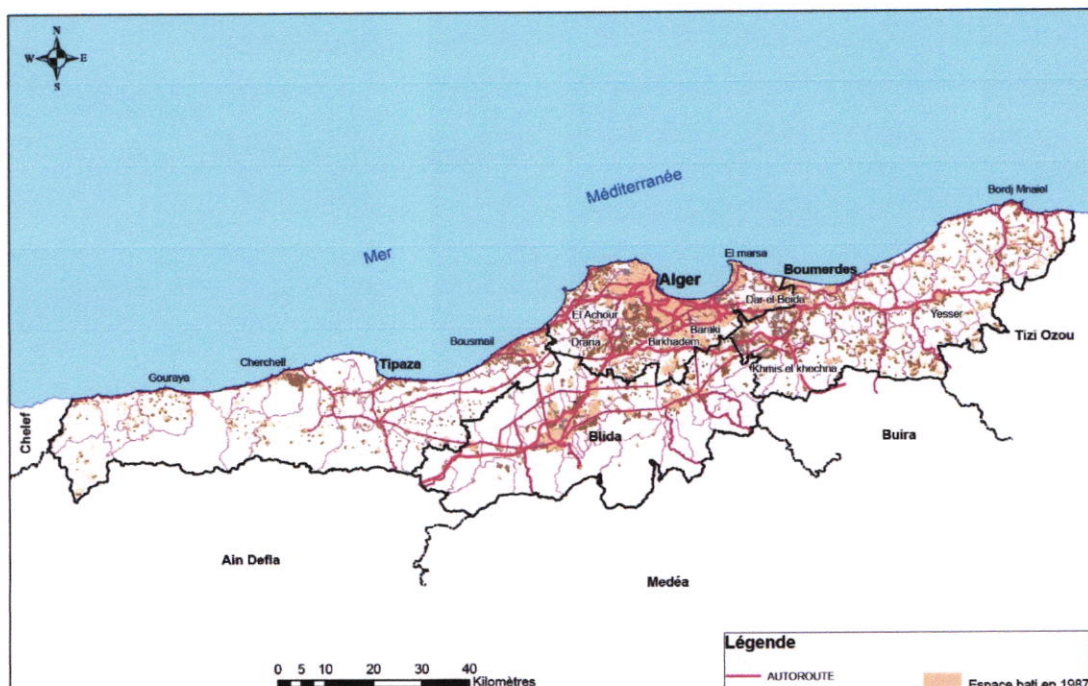 N
W E
S
Méditerranée
Mer
Bordj Mnaiel
El marsa
Alger
Boumerdes
Dar el Beida
El Achour
Baraki
Yesser
Bousmail
Draria
Birkhadem
Tizi Ozou
Cherchell
Tipaza
Khmis el khechna
Gouraya
Chelef
Blida
Buira
Ain Defla
Medéa
Légende
0 5 10 20 30 40
Kilomètres
AUTOROUTE
Espace bati en 1987